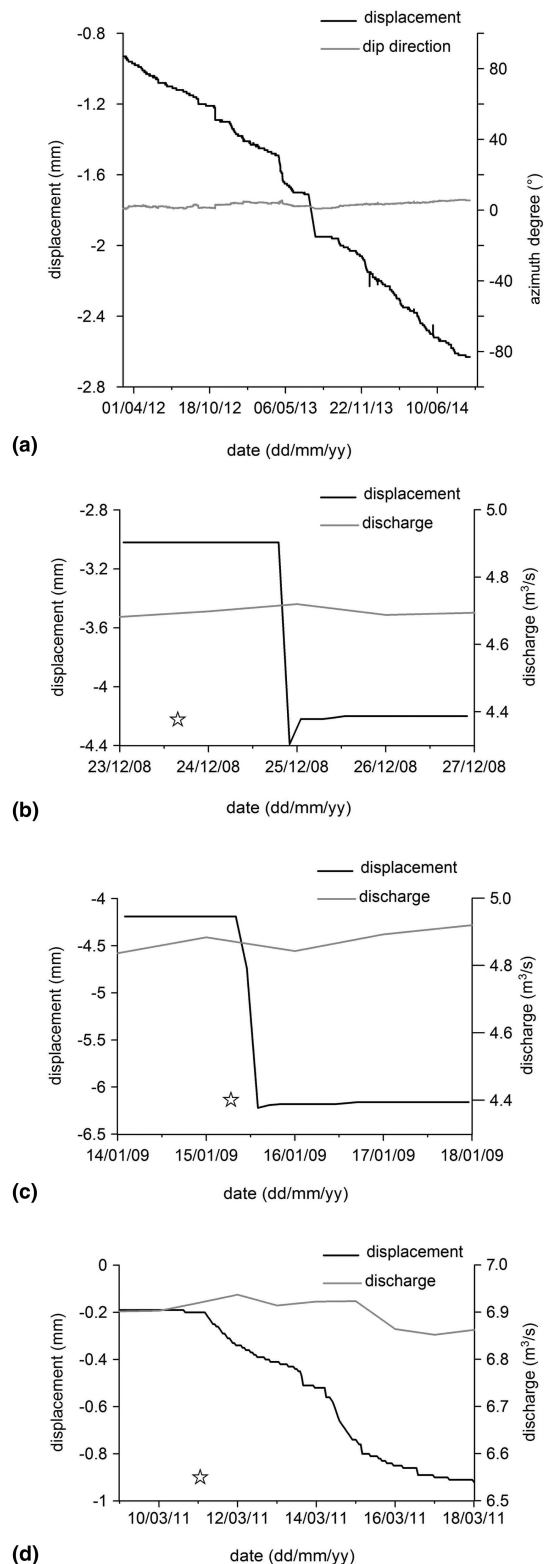 displacement
dip direction
-0.8
-1.2
-1.6
-2
-2.4
-2.8
displacement (mm)
80
40
0
-40
-80
azimuth degree (°)
01/04/12 18/10/12 06/05/13 22/11/13 10/06/14
(a)
date (dd/mm/yy)
displacement
discharge
-2.8
-3.2
-3.6
-4
-4.4
displacement (mm)
5.0
4.8
4.6
4.4
discharge (m³/s)
23/12/08 24/12/08 25/12/08 26/12/08 27/12/08
(b)
date (dd/mm/yy)
displacement
discharge
-4
-4.5
-5
-5.5
-6
-6.5
displacement (mm)
5.0
4.8
4.6
4.4
discharge (m³/s)
14/01/09 15/01/09 16/01/09 17/01/09 18/01/09
(c)
date (dd/mm/yy)
displacement
discharge
0
-0.2
-0.4
-0.6
-0.8
-1
displacement (mm)
7.0
6.9
6.8
6.7
6.6
6.5
discharge (m³/s)
10/03/11 12/03/11 14/03/11 16/03/11 18/03/11
(d)
date (dd/mm/yy)